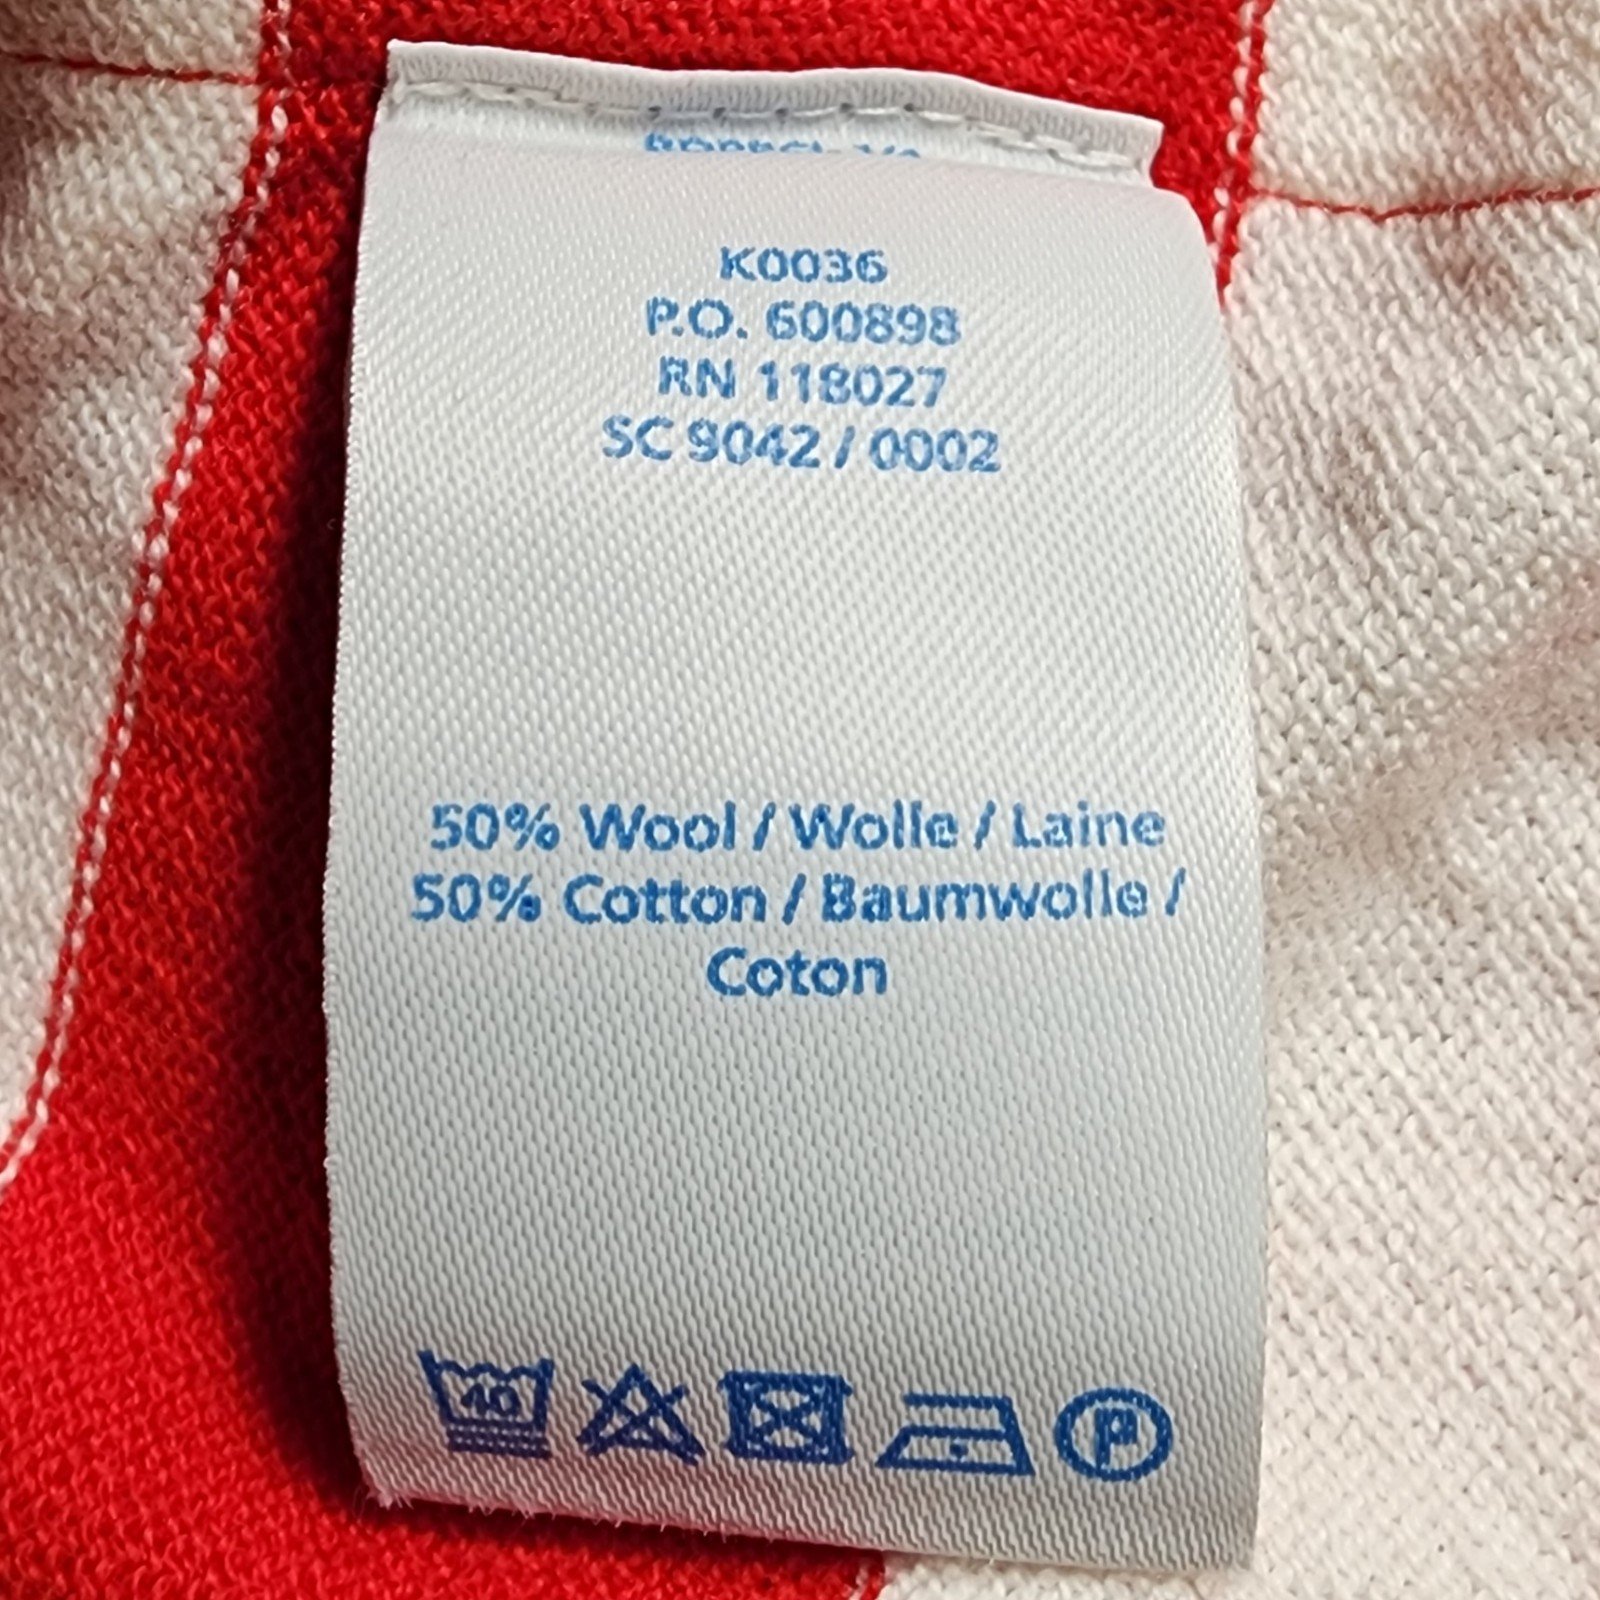 K0036
P.O. 600898
RN 118027
SC 9042 / 0002
50% Wool / Wolle / Laine
50% Cotton / Baumwolle /
Coton
40
P